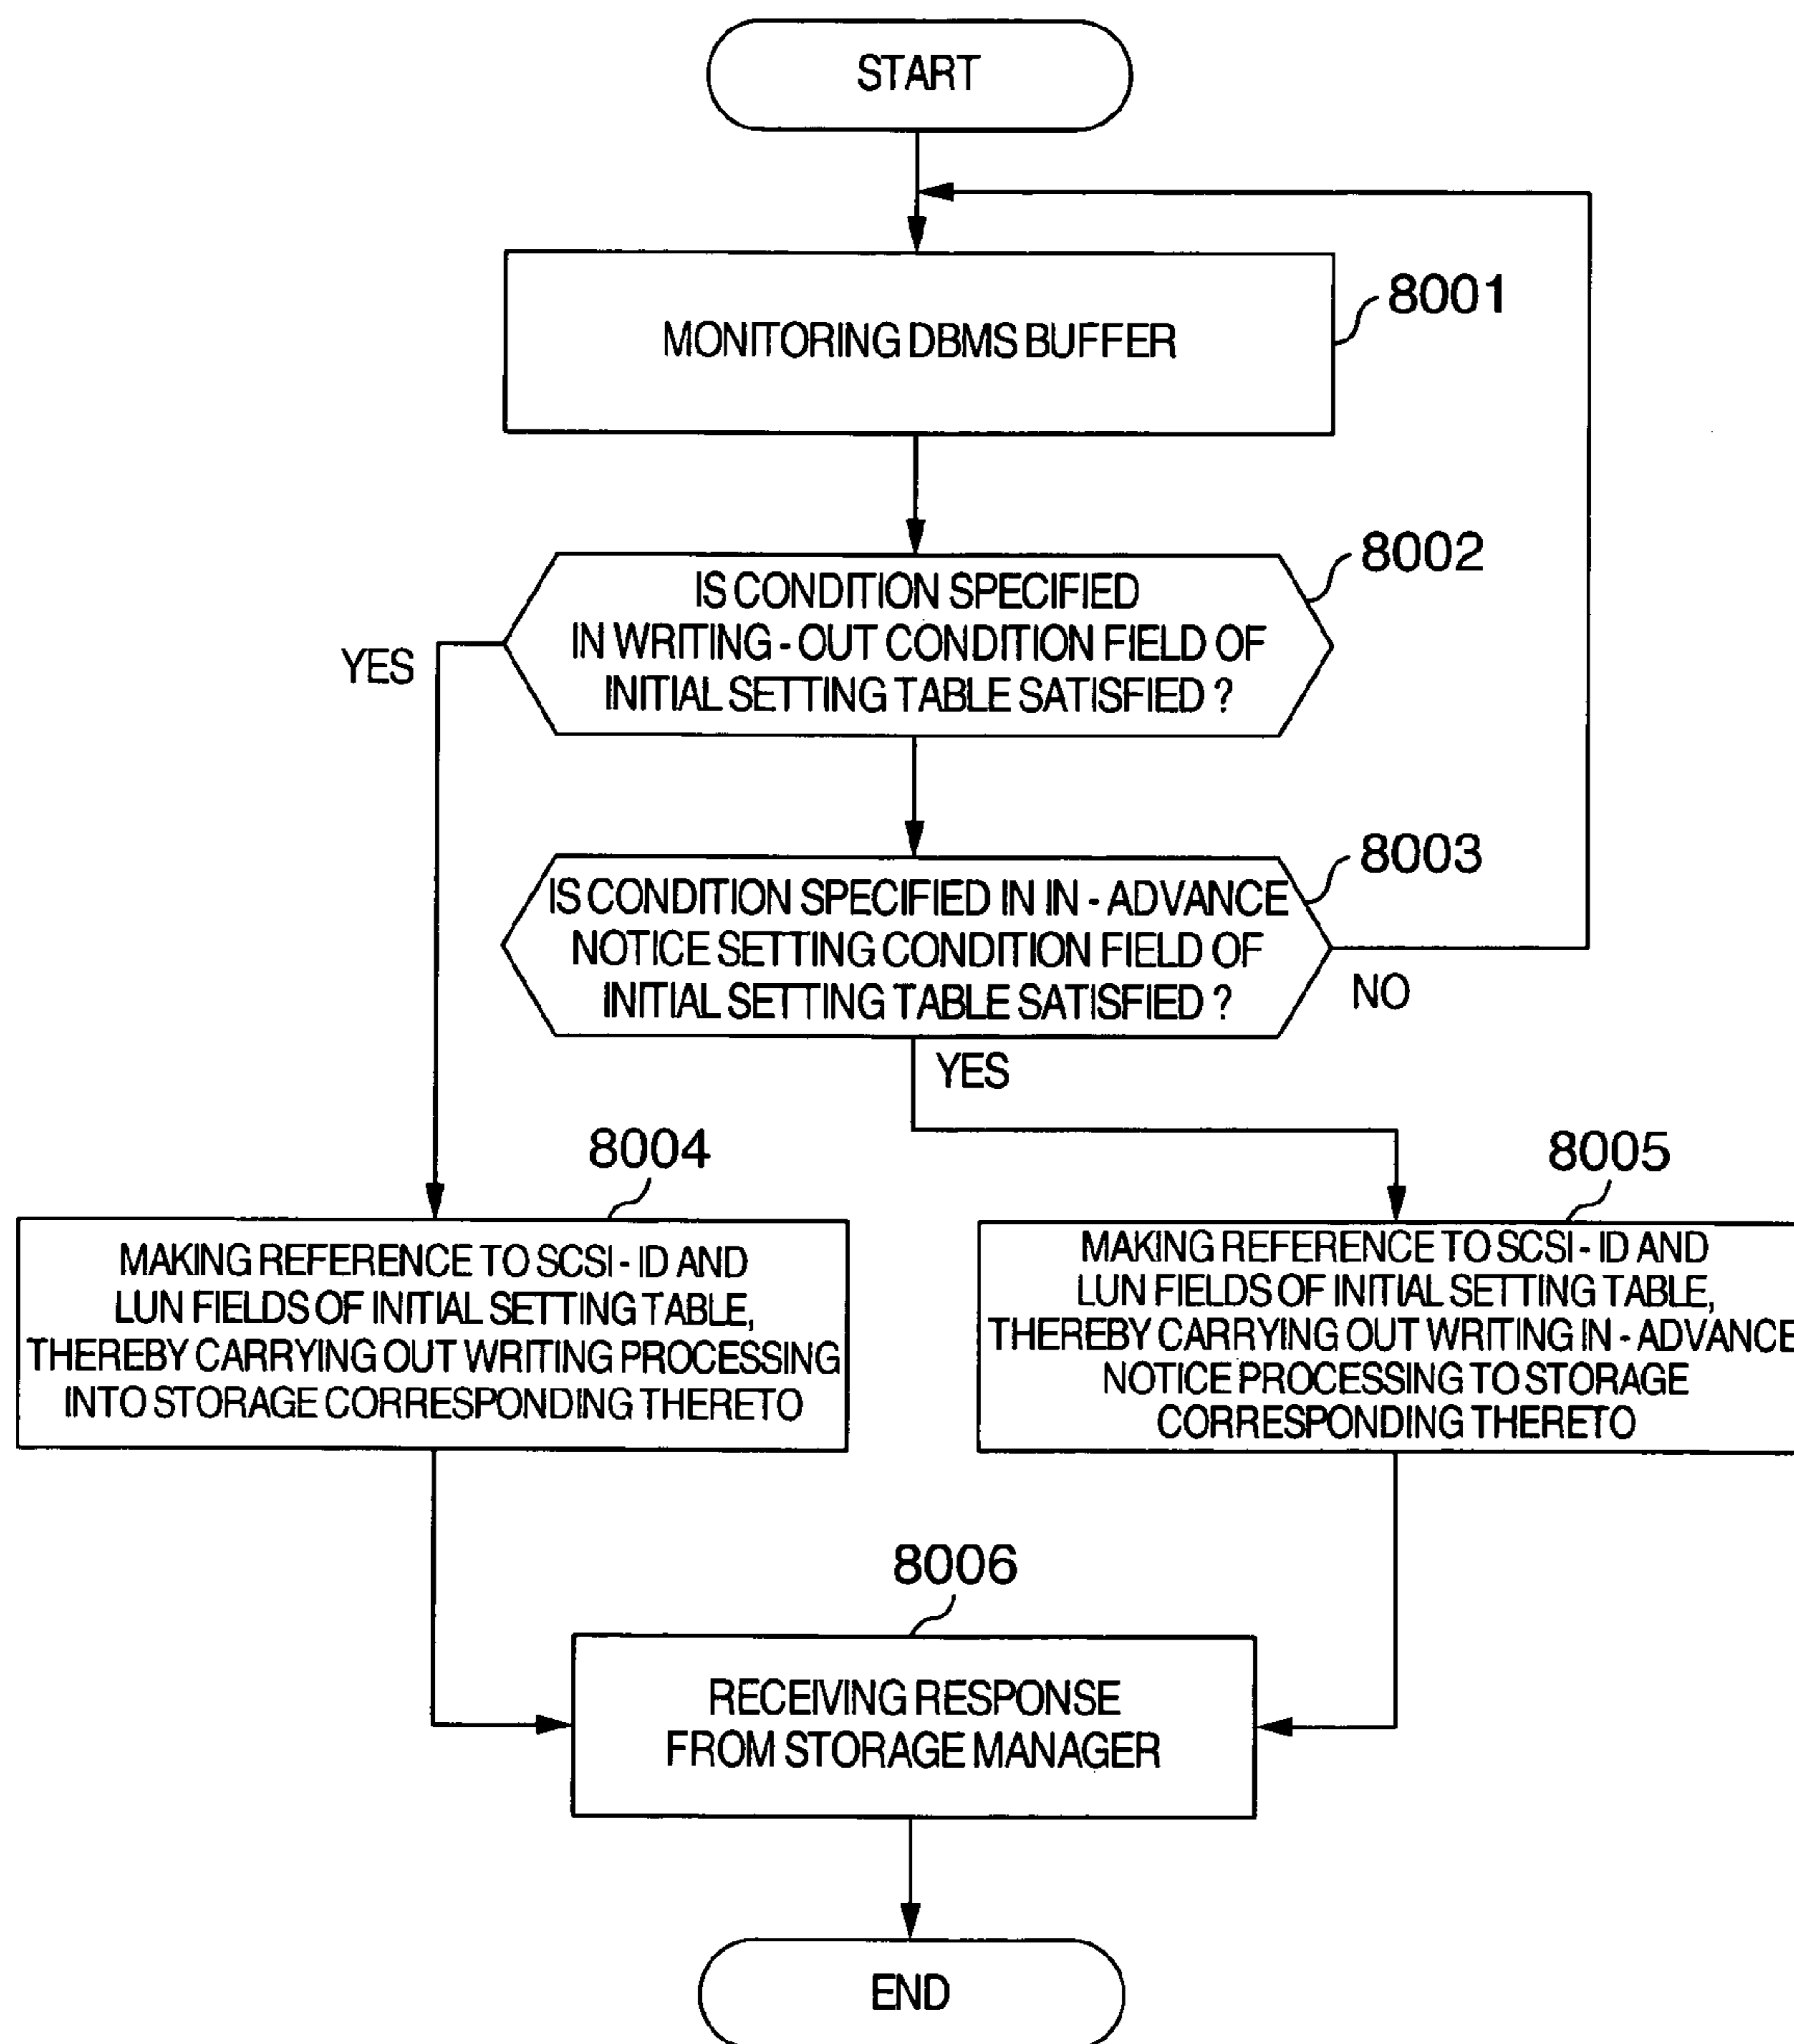 START
8001
MONITORING DBMS BUFFER
8002
IS CONDITION SPECIFIED
IN WRITING - OUT CONDITION FIELD OF
INITIAL SETTING TABLE SATISFIED ?
YES
8003
IS CONDITION SPECIFIED IN IN - ADVANCE
NOTICE SETTING CONDITION FIELD OF
INITIAL SETTING TABLE SATISFIED ?
NO
YES
8004
MAKING REFERENCE TO SCSI - ID AND
LUN FIELDS OF INITIAL SETTING TABLE,
THEREBY CARRYING OUT WRITING PROCESSING
INTO STORAGE CORRESPONDING THERETO
8005
MAKING REFERENCE TO SCSI - ID AND
LUN FIELDS OF INITIAL SETTING TABLE,
THEREBY CARRYING OUT WRITING IN - ADVANCE
NOTICE PROCESSING TO STORAGE
CORRESPONDING THERETO
8006
RECEIVING RESPONSE
FROM STORAGE MANAGER
END